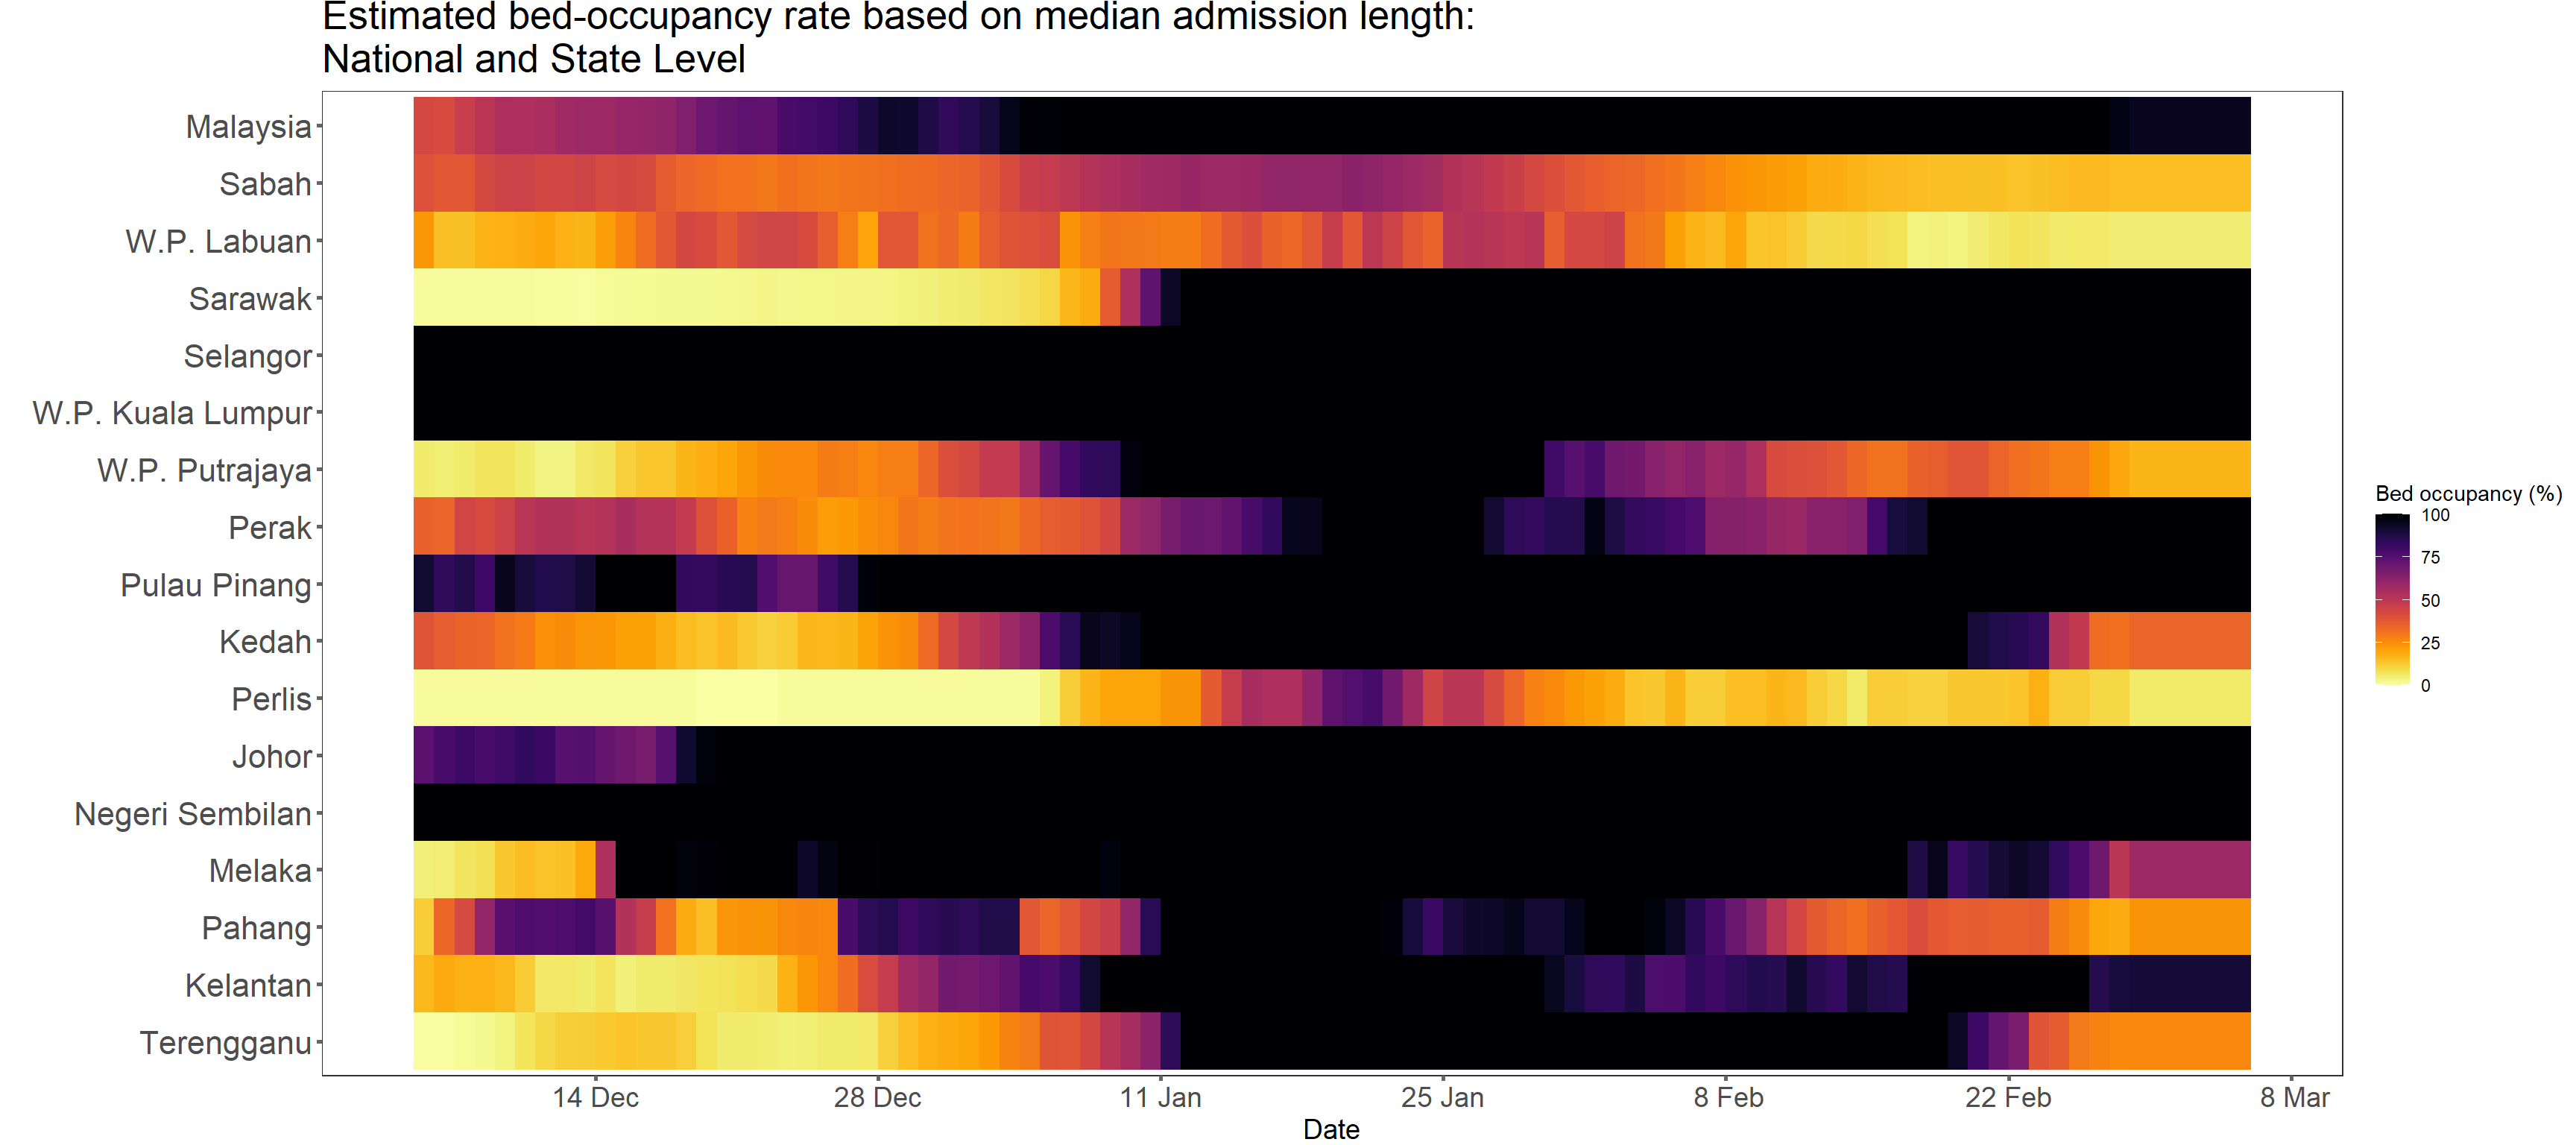 Estimated bed-occupancy rate based on median admission length:
National and State Level
Malaysia
Sabah
W.P. Labuan
Sarawak
Selangor
W.P. Kuala Lumpur
W.P. Putrajaya
Perak
Pulau Pinang
Kedah
Perlis
Johor
Negeri Sembilan
Melaka
Pahang
Kelantan
Terengganu
14 Dec
28 Dec
11 Jan
25 Jan
8 Feb
22 Feb
8 Mar
Date
Bed occupancy (%)
100
75
50
25
0